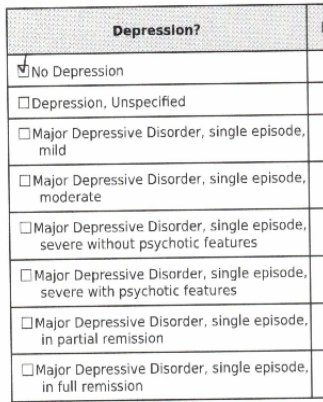 Depression?
☑No Depression
☐Depression, Unspecified
☐Major Depressive Disorder, single episode,
mild
☐Major Depressive Disorder, single episode,
moderate
☐Major Depressive Disorder, single episode,
severe without psychotic features
☐Major Depressive Disorder, single episode,
severe with psychotic features
☐Major Depressive Disorder, single episode,
in partial remission
☐Major Depressive Disorder, single episode,
in full remission